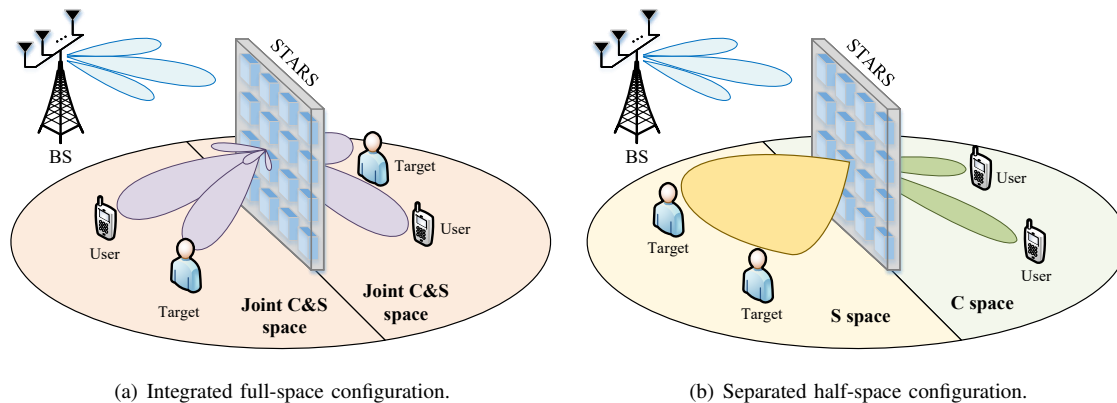 STARS
BS
Target
User
User
Target
Joint C&S
space
Joint C&S
space
(a) Integrated full-space configuration.
STARS
BS
User
Target
User
Target
S space
C space
(b) Separated half-space configuration.